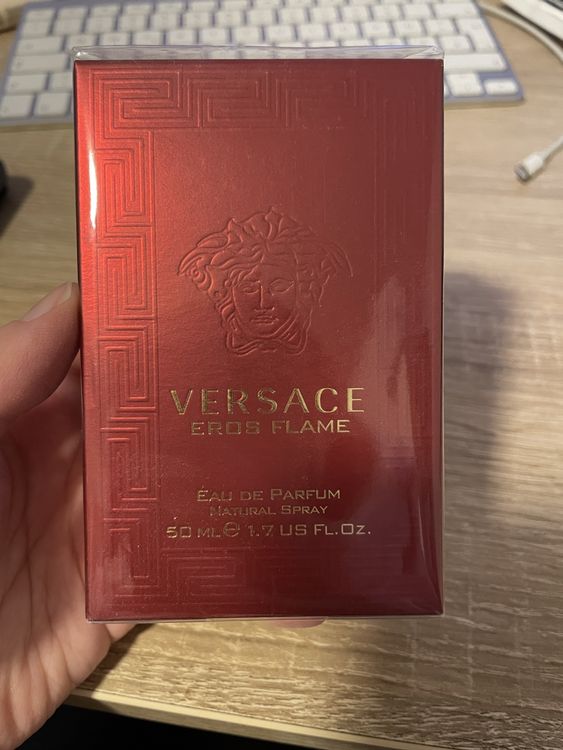 VERSACE
EROS FLAME
EAU DE PARFUM
NATURAL SPRAY
50 ML ℮ 1.7 US FL.OZ.